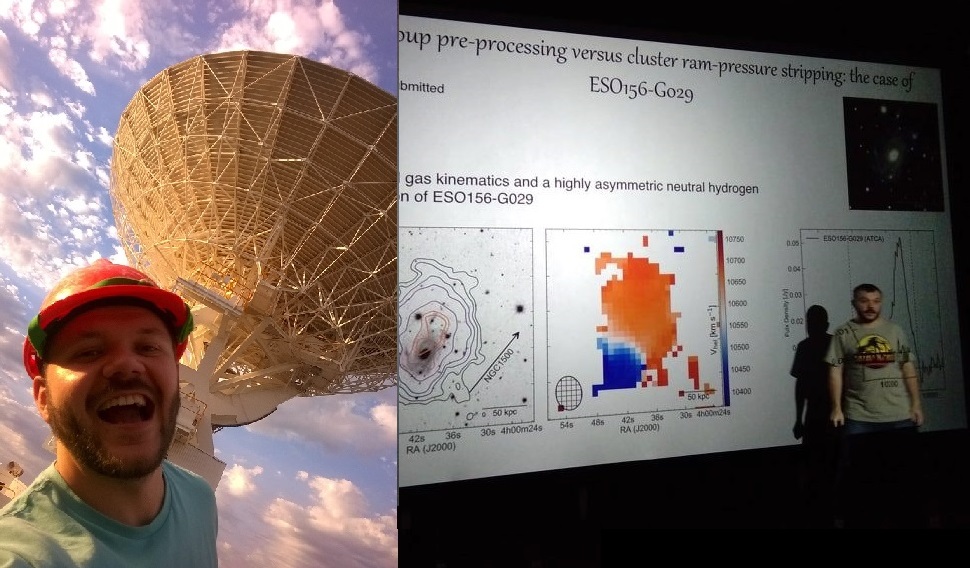 oup pre-processing versus cluster ram-pressure stripping: the case of
ESO156-G029
bmitted
gas kinematics and a highly asymmetric neutral hydrogen
n of ESO156-G029
NGC1500
50 kpc
42s 36s 30s 4h00m24s
RA (J2000)
10750
10700
10650
10600
10550
10500
10450
10400
V [km s⁻¹]
50 kpc
54s 48s 42s 36s 30s 4h00m24s
RA (J2000)
ESO156-G029 (ATCA)
0.05
0.04
0.03
0.02
Flux Density [Jy]